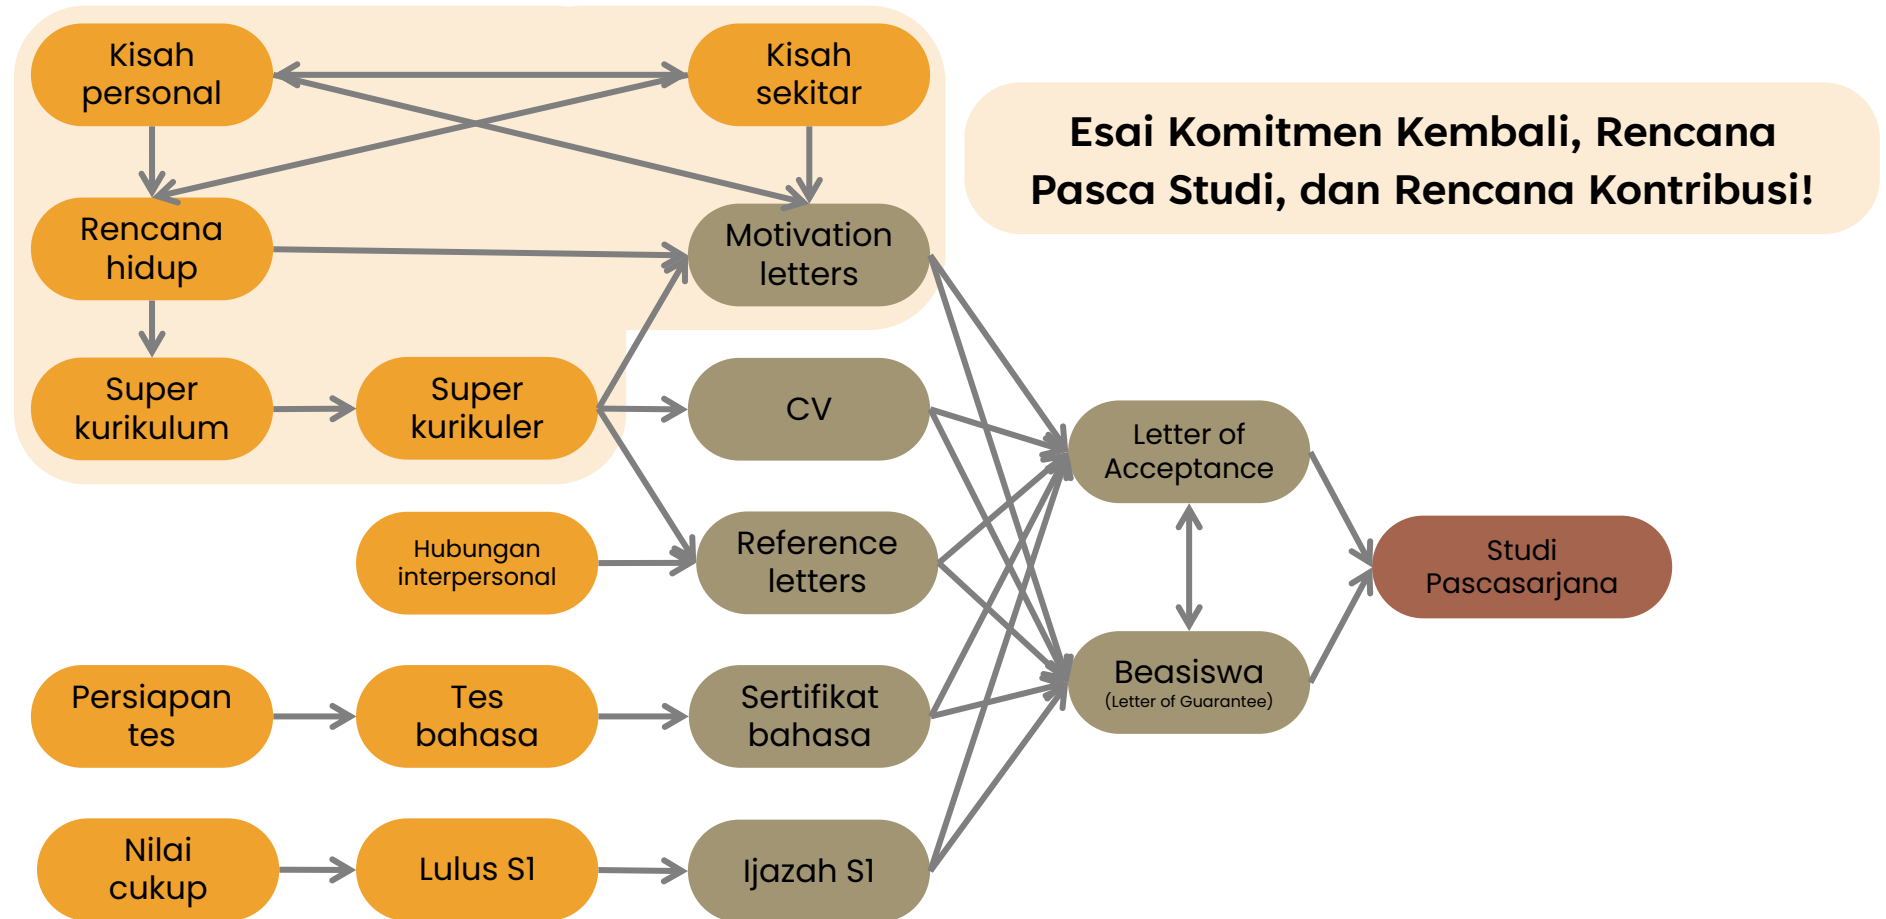 Kisah
personal
Kisah
sekitar
Esai Komitmen Kembali, Rencana
Pasca Studi, dan Rencana Kontribusi!
Rencana
hidup
Motivation
letters
Super
kurikulum
Super
kurikuler
CV
Letter of
Acceptance
Hubungan
interpersonal
Reference
letters
Studi
Pascasarjana
Persiapan
tes
Tes
bahasa
Sertifikat
bahasa
Beasiswa
(Letter of Guarantee)
Nilai
cukup
Lulus S1
Ijazah S1